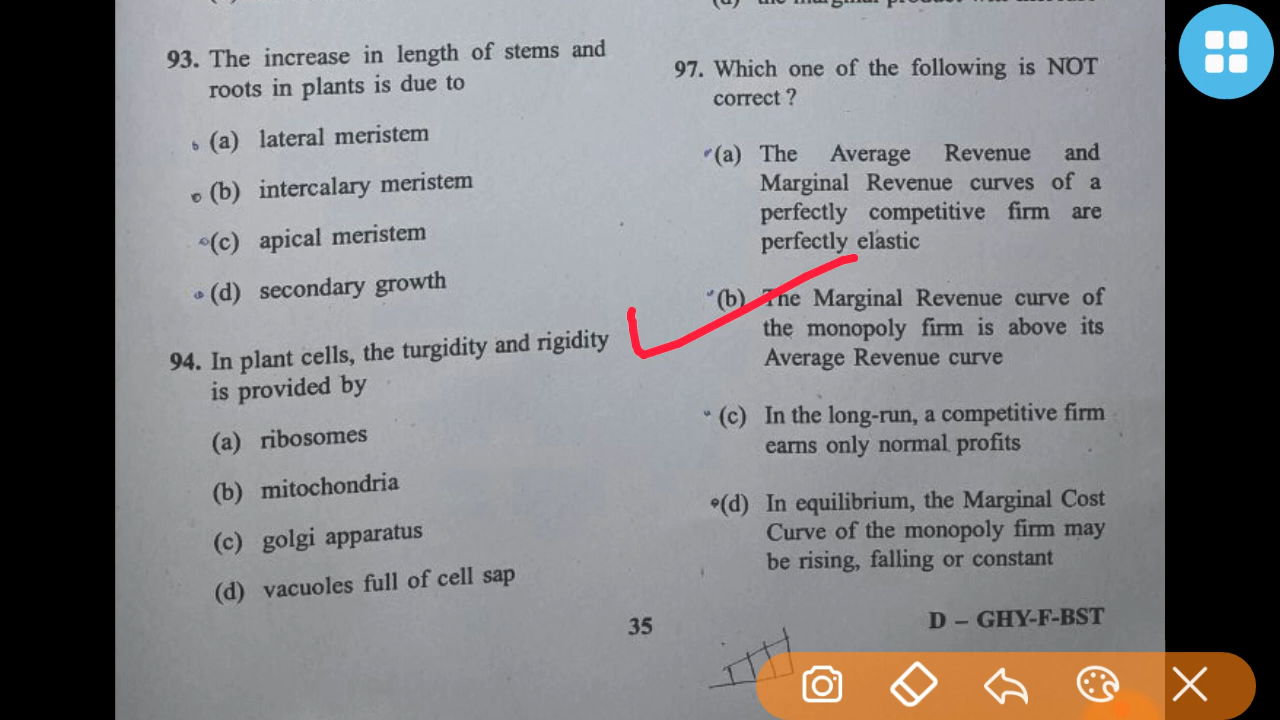 93. The increase in length of stems and
roots in plants is due to
(a) lateral meristem
(b) intercalary meristem
(c) apical meristem
(d) secondary growth
94. In plant cells, the turgidity and rigidity
is provided by
(a) ribosomes
(b) mitochondria
(c) golgi apparatus
(d) vacuoles full of cell sap
97. Which one of the following is NOT
correct ?
(a) The Average Revenue and
Marginal Revenue curves of a
perfectly competitive firm are
perfectly elastic
(b) The Marginal Revenue curve of
the monopoly firm is above its
Average Revenue curve
(c) In the long-run, a competitive firm
earns only normal profits
(d) In equilibrium, the Marginal Cost
Curve of the monopoly firm may
be rising, falling or constant
35
D – GHY-F-BST